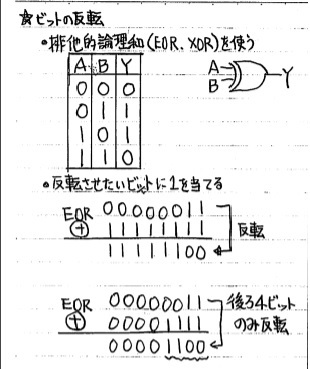 ☆ビットの反転
・排他的論理和(EOR、XOR)を使う
A B Y
0 0 0
0 1 1
1 0 1
1 1 0
A
B
Y
・反転させたいビットに1を当てる
EOR 00000011
⊕ 11111111
11111100
反転
EOR 00000011
⊕ 00001111
00001100
後ろ4ビット
のみ反転